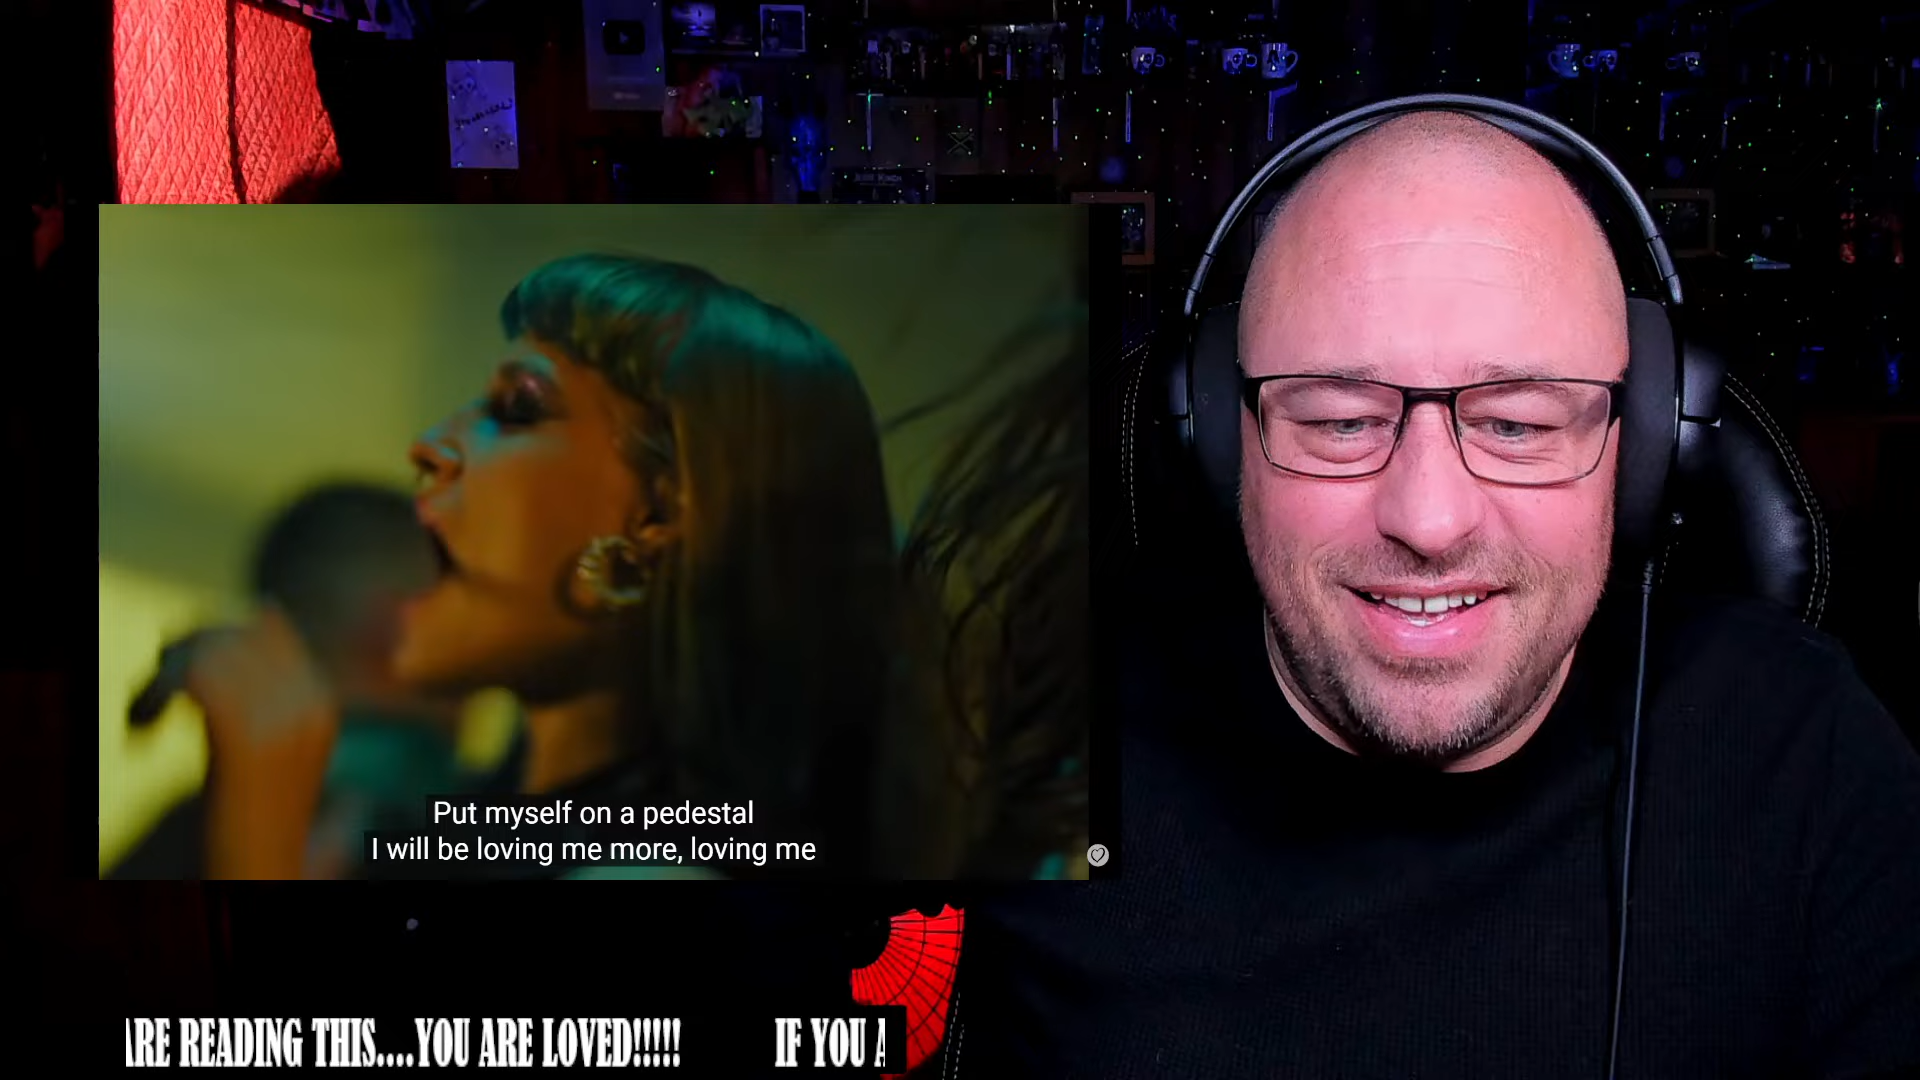 Put myself on a pedestal
I will be loving me more, loving me
ARE READING THIS....YOU ARE LOVED!!!!! IF YOU A